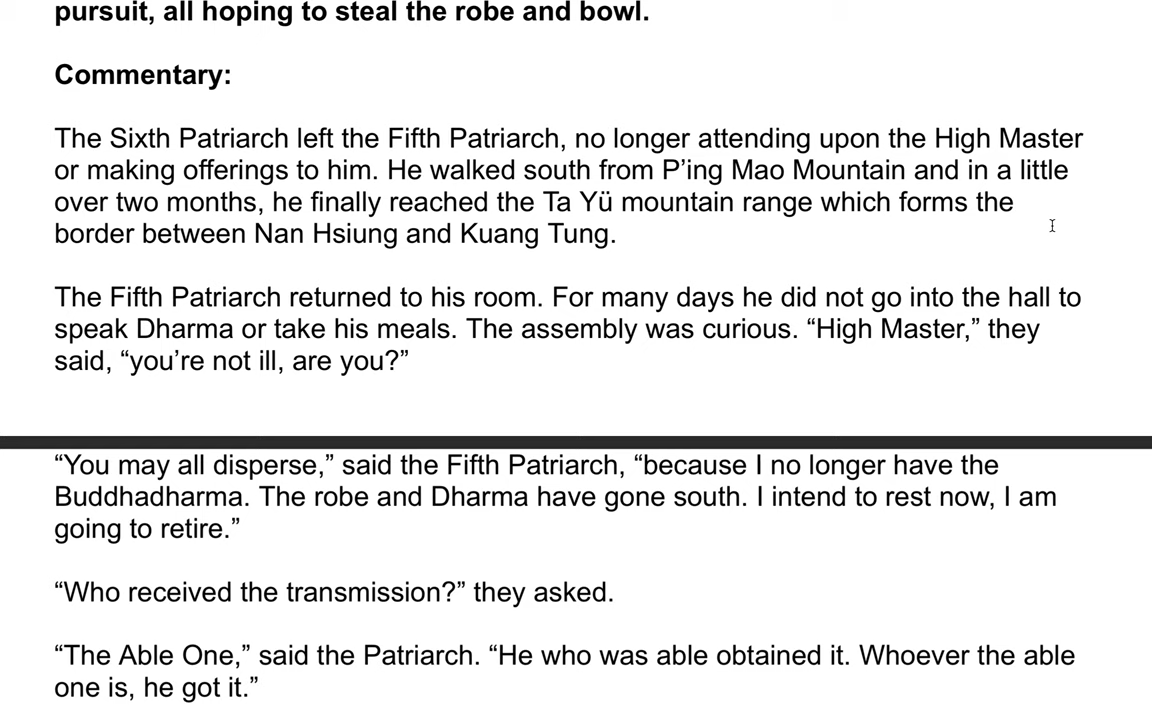 pursuit, all hoping to steal the robe and bowl.
Commentary:
The Sixth Patriarch left the Fifth Patriarch, no longer attending upon the High Master
or making offerings to him. He walked south from P’ing Mao Mountain and in a little
over two months, he finally reached the Ta Yü mountain range which forms the
border between Nan Hsiung and Kuang Tung.
The Fifth Patriarch returned to his room. For many days he did not go into the hall to
speak Dharma or take his meals. The assembly was curious. “High Master,” they
said, “you’re not ill, are you?”
“You may all disperse,” said the Fifth Patriarch, “because I no longer have the
Buddhadharma. The robe and Dharma have gone south. I intend to rest now, I am
going to retire.”
“Who received the transmission?” they asked.
“The Able One,” said the Patriarch. “He who was able obtained it. Whoever the able
one is, he got it.”